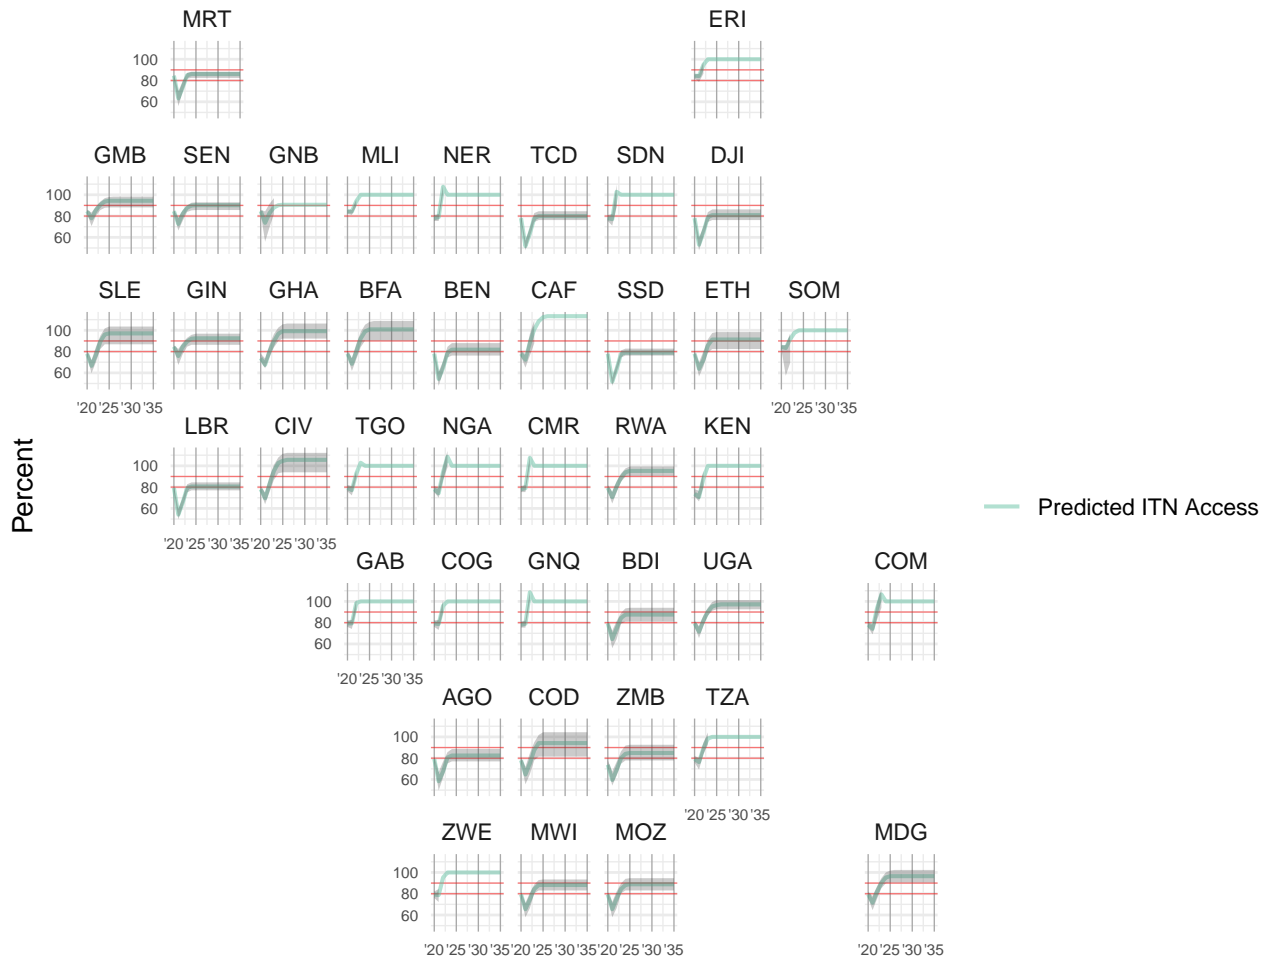 MRT ERI
100
80
60
GMB SEN GNB MLI NER TCD SDN DJI
100
80
60
SLE GIN GHA BFA BEN CAF SSD ETH SOM
100
80
60
'20 '25 '30 '35 '20 '25 '30 '35
LBR CIV TGO NGA CMR RWA KEN
100
80
60
'20 '25 '30 '35 '20 '25 '30 '35
Percent
Predicted ITN Access
GAB COG GNQ BDI UGA COM
100
80
60
'20 '25 '30 '35
AGO COD ZMB TZA
100
80
60
'20 '25 '30 '35
ZWE MWI MOZ MDG
100
80
60
'20 '25 '30 '35 '20 '25 '30 '35 '20 '25 '30 '35 '20 '25 '30 '35